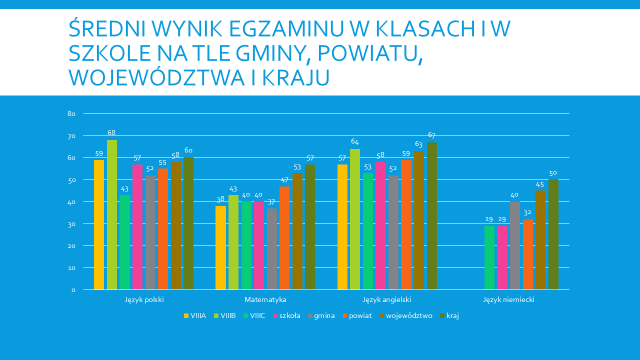 ŚREDNI WYNIK EGZAMINU W KLASACH I W
SZKOLE NA TLE GMINY, POWIATU,
WOJEWÓDZTWA I KRAJU
80
70
60
50
40
30
20
10
0
59 68 43 57 52 55 58 60
38 43 40 40 37 47 53 57
57 64 53 58 52 59 63 67
29 29 40 32 45 50
Język polski Matematyka Język angielski Język niemiecki
VIIIA VIIIB VIIIC szkoła gmina powiat województwo kraj